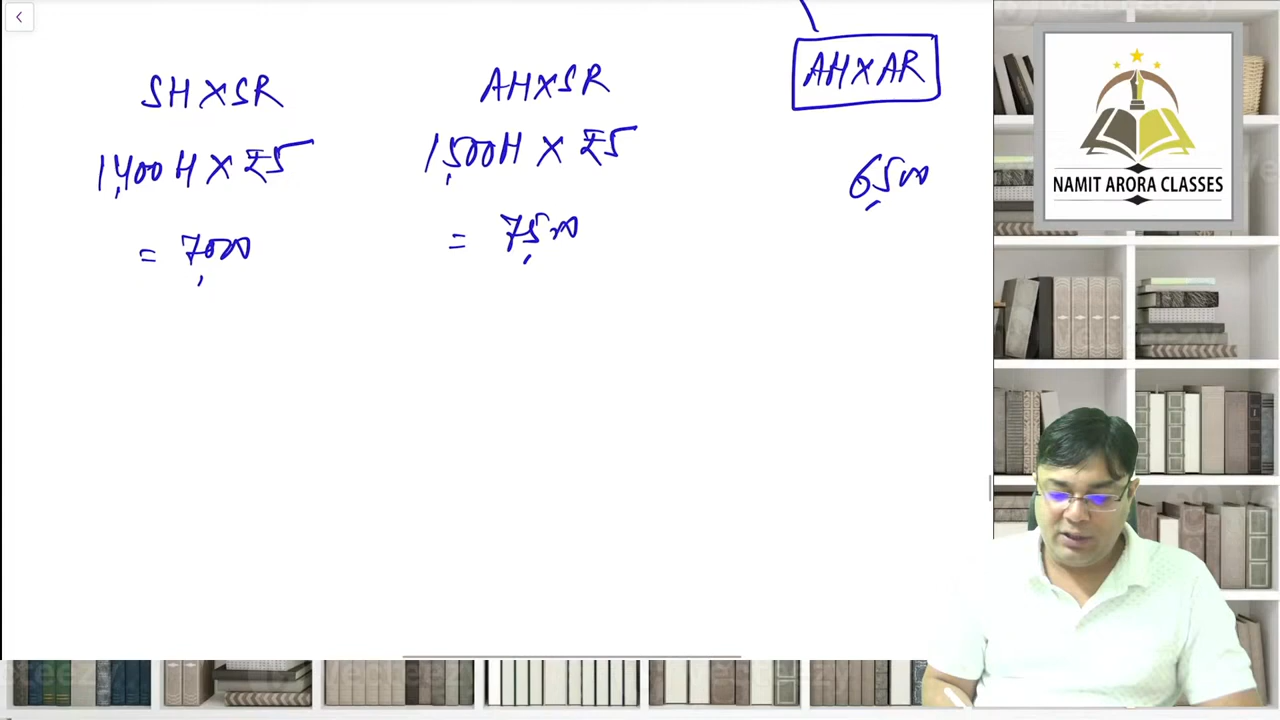 SH X SR
1,400 H X ₹5
= 7,000
AH X SR
1,500H X ₹5
= 7,500
AH X AR
6,500
NAMIT ARORA CLASSES